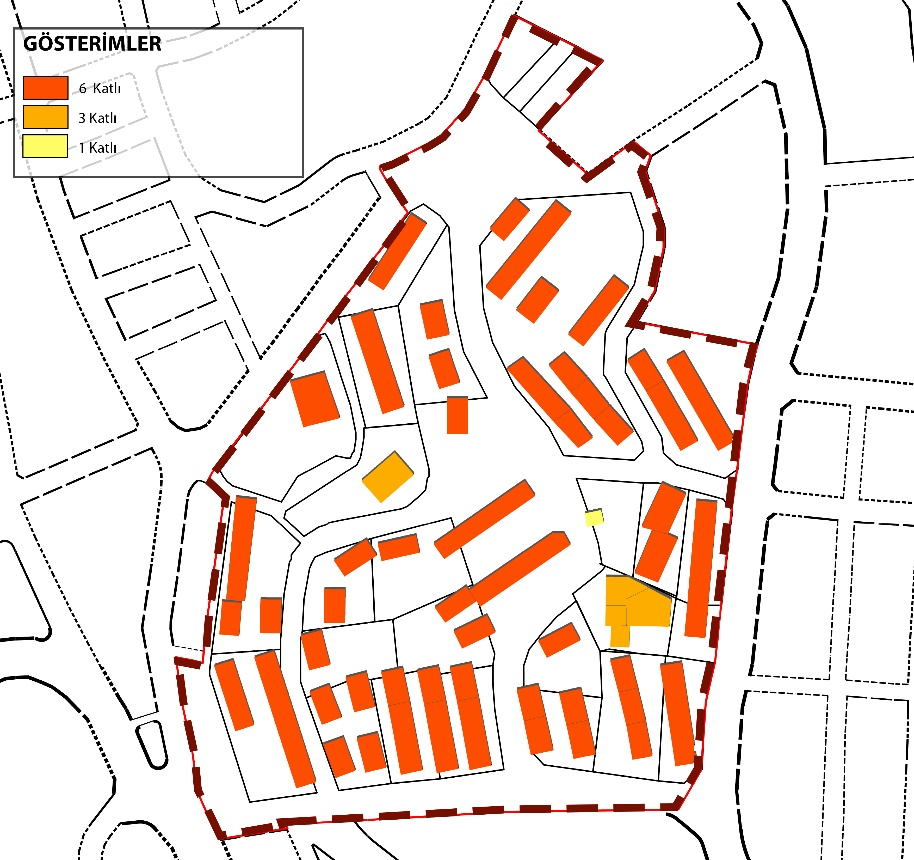 GÖSTERİMLER
6 Katlı
3 Katlı
1 Katlı